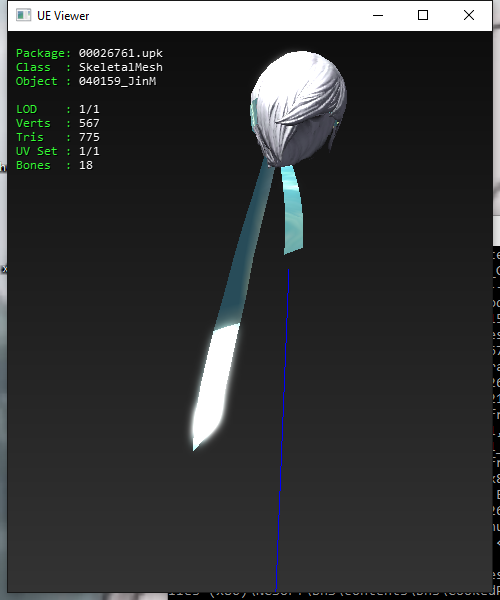 UE Viewer
Package: 00026761.upk
Class : SkeletalMesh
Object : 040159_JinM
LOD : 1/1
Verts : 567
Tris : 775
UV Set : 1/1
Bones : 18